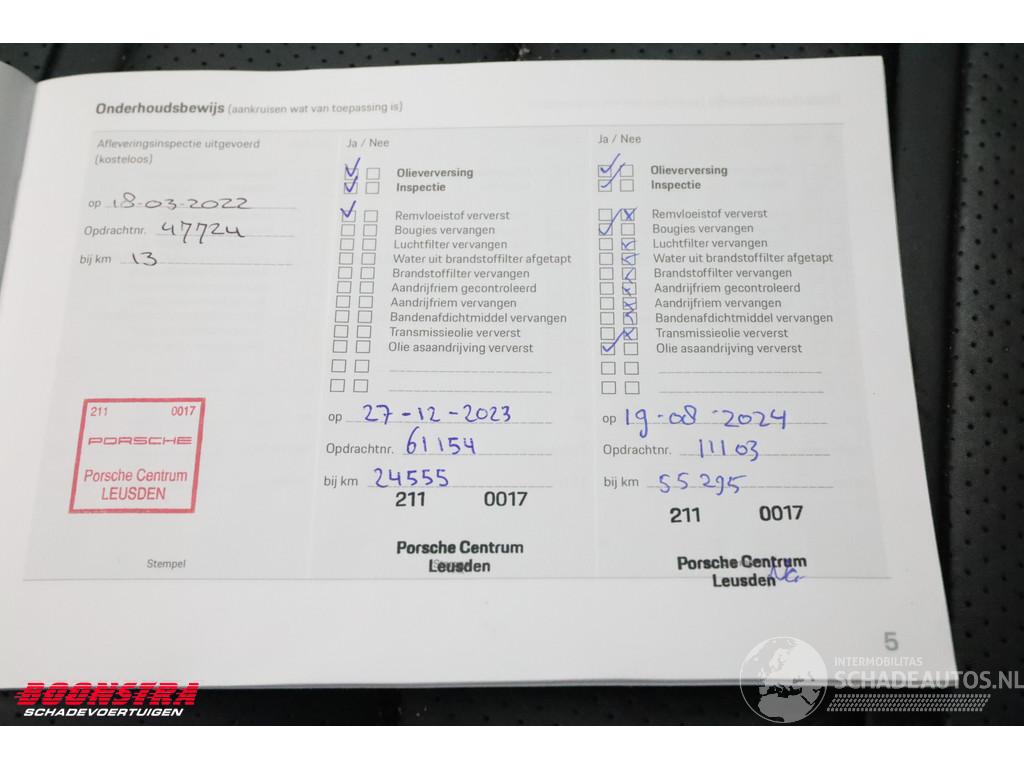 Onderhoudsbewijs (aankruisen wat van toepassing is)
Afleveringsinspectie uitgevoerd
(kosteloos)
op 18-03-2022
Opdrachtnr. 47724
bij km 13
211 0017
PORSCHE
Porsche Centrum
LEUSDEN
Stempel
Ja / Nee
Olieverversing
Inspectie
Remvloeistof ververst
Bougies vervangen
Luchtfilter vervangen
Water uit brandstoffilter afgetapt
Brandstoffilter vervangen
Aandrijfriem gecontroleerd
Aandrijfriem vervangen
Bandenafdichtmiddel vervangen
Transmissieolie ververst
Olie asaandrijving ververst
op 27-12-2023
Opdrachtnr. 61154
bij km 24555
211 0017
Porsche Centrum
Leusden
Ja / Nee
Olieverversing
Inspectie
Remvloeistof ververst
Bougies vervangen
Luchtfilter vervangen
Water uit brandstoffilter afgetapt
Brandstoffilter vervangen
Aandrijfriem gecontroleerd
Aandrijfriem vervangen
Bandenafdichtmiddel vervangen
Transmissieolie ververst
Olie asaandrijving ververst
op 19-08-2024
Opdrachtnr. 11103
bij km 55295
211 0017
Porsche Centrum
Leusden
5
BOONSTRA
SCHADEVOERTUIGEN
INTERMOBILITAS
SCHADEAUTOS.NL